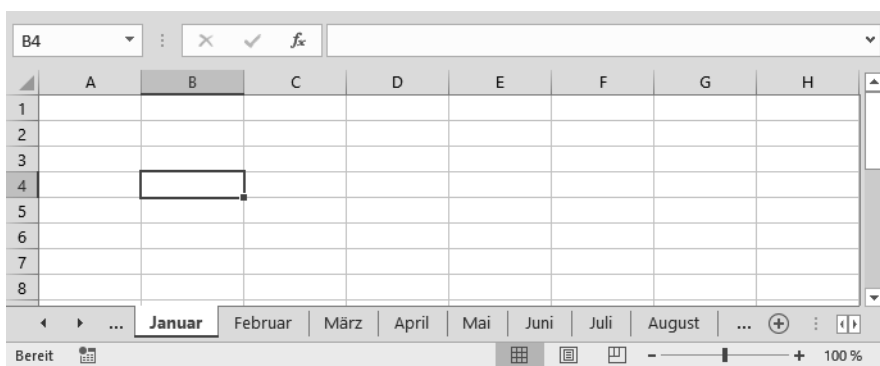 B4 fx
A B C D E F G H
1
2
3
4
5
6
7
8
... Januar Februar März April Mai Juni Juli August ...
Bereit 100 %